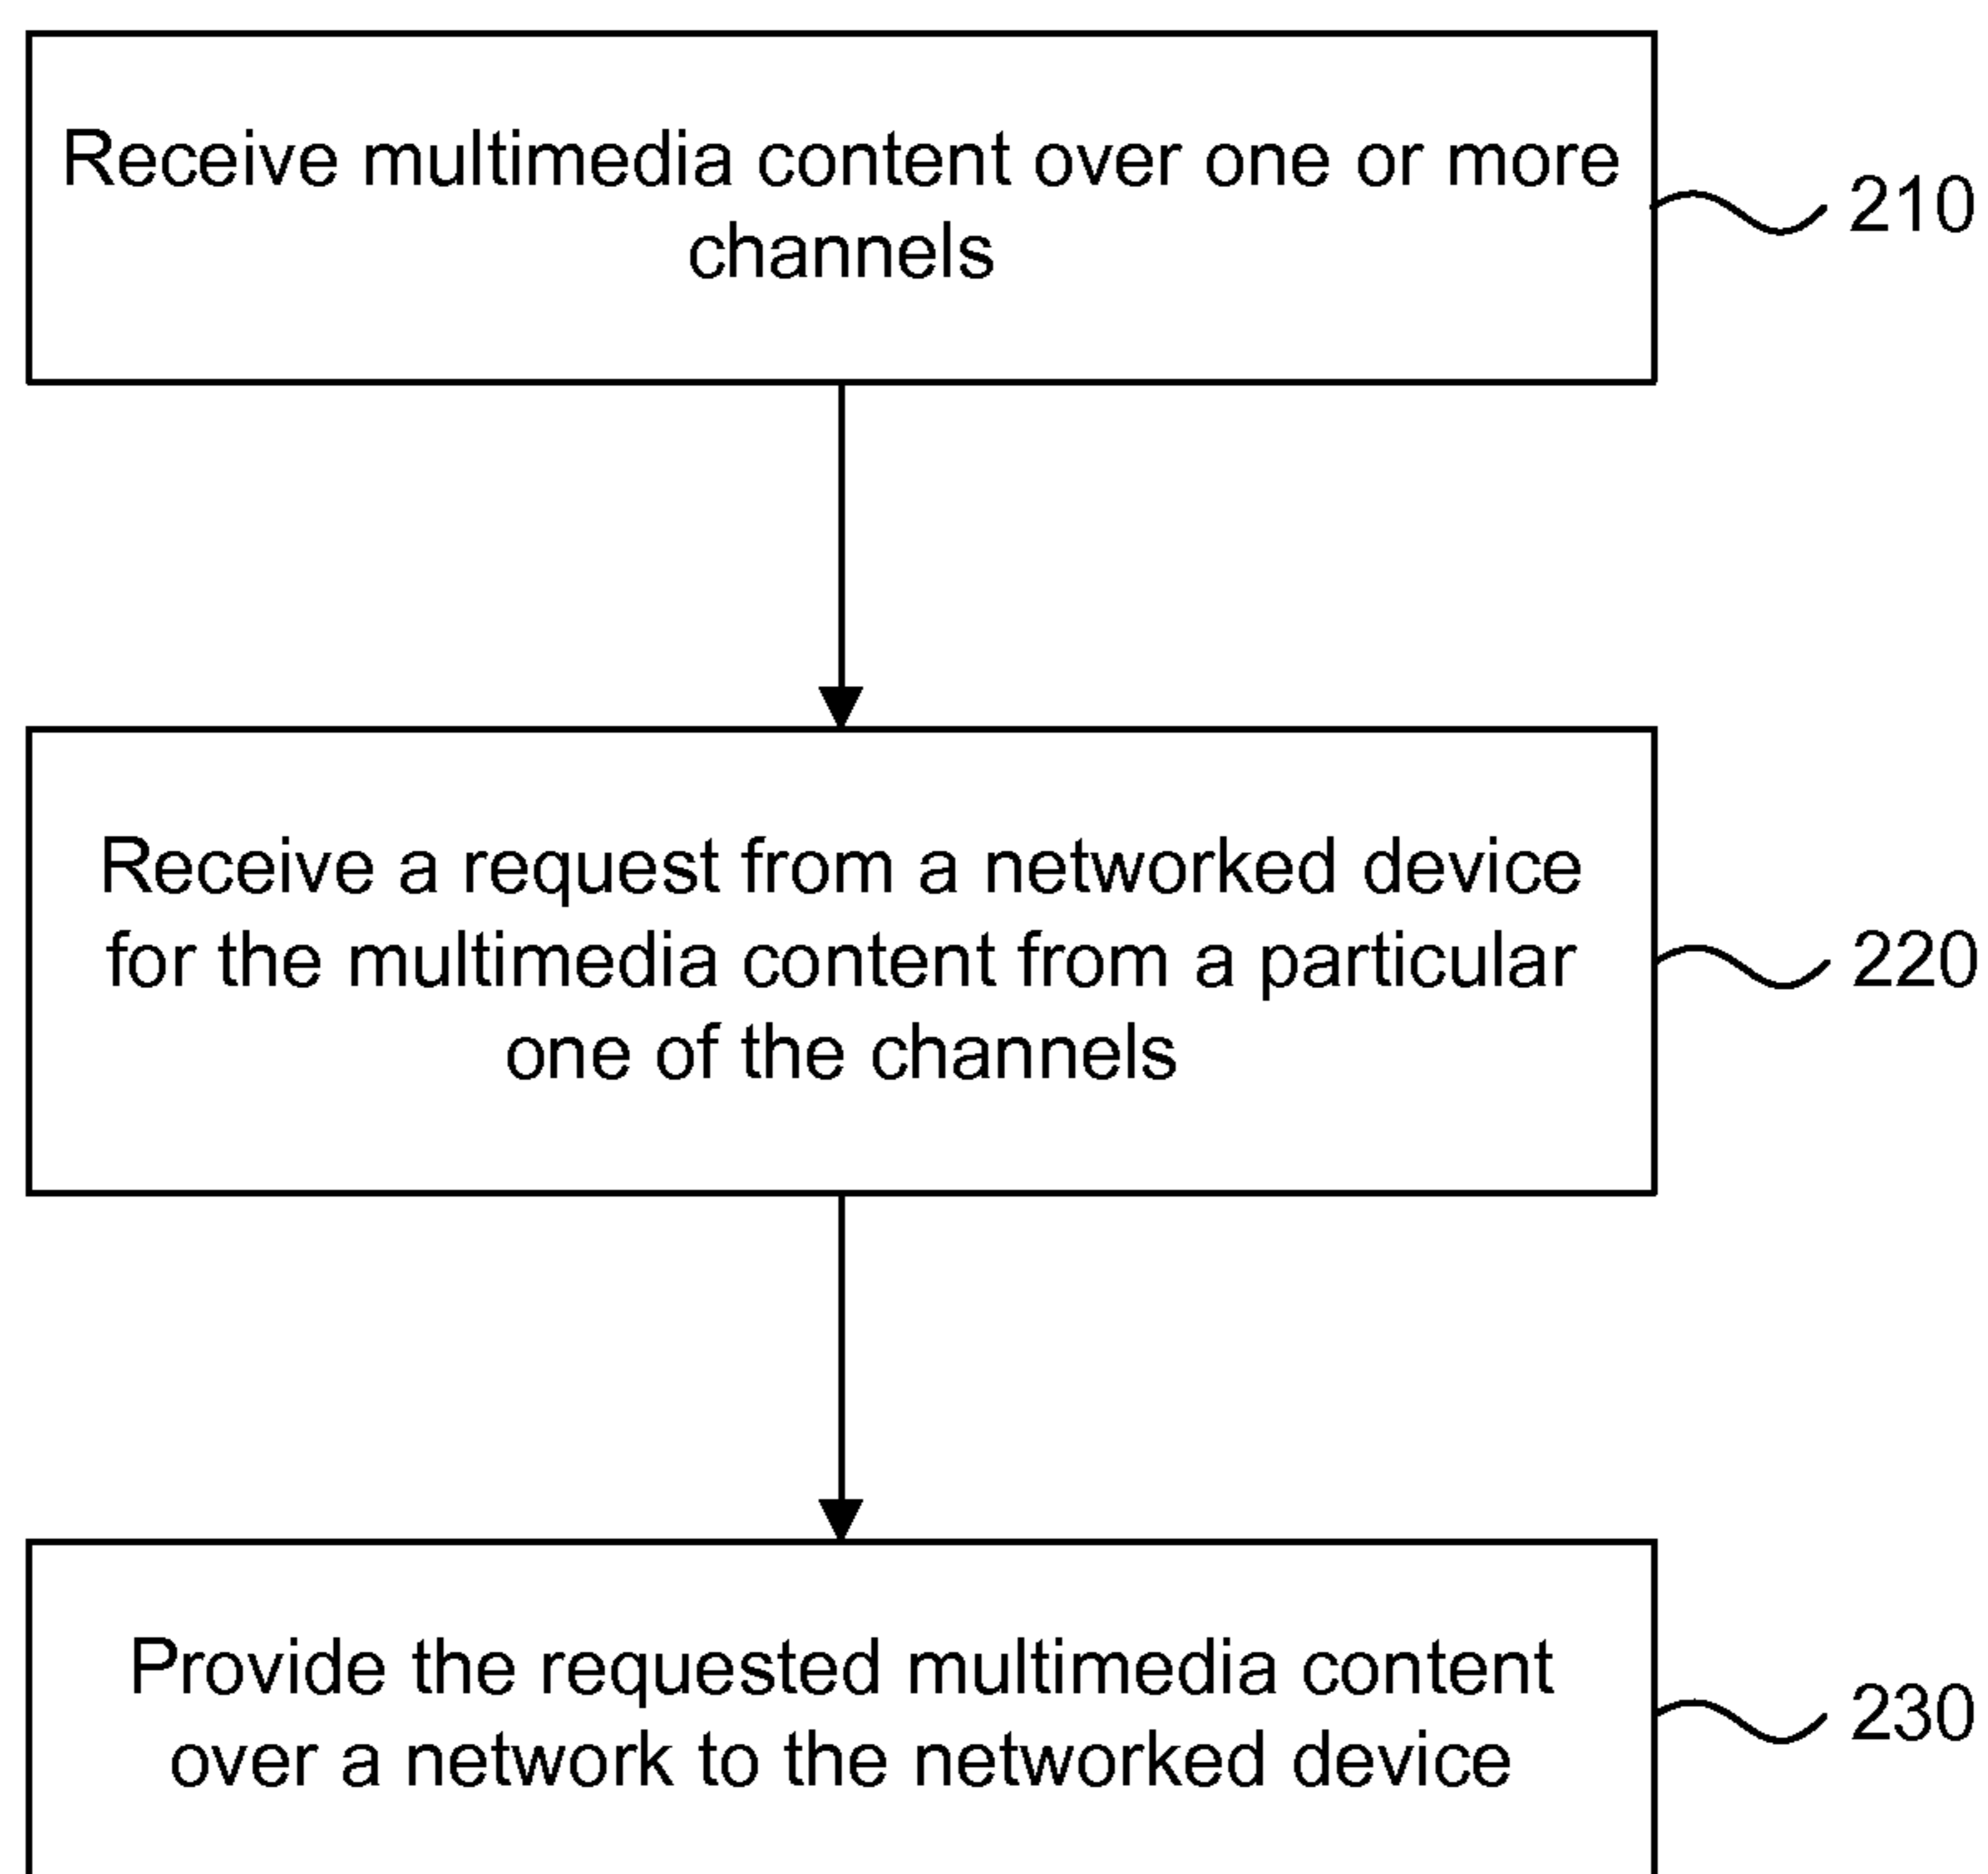 Receive multimedia content over one or more
channels
210
Receive a request from a networked device
for the multimedia content from a particular
one of the channels
220
Provide the requested multimedia content
over a network to the networked device
230